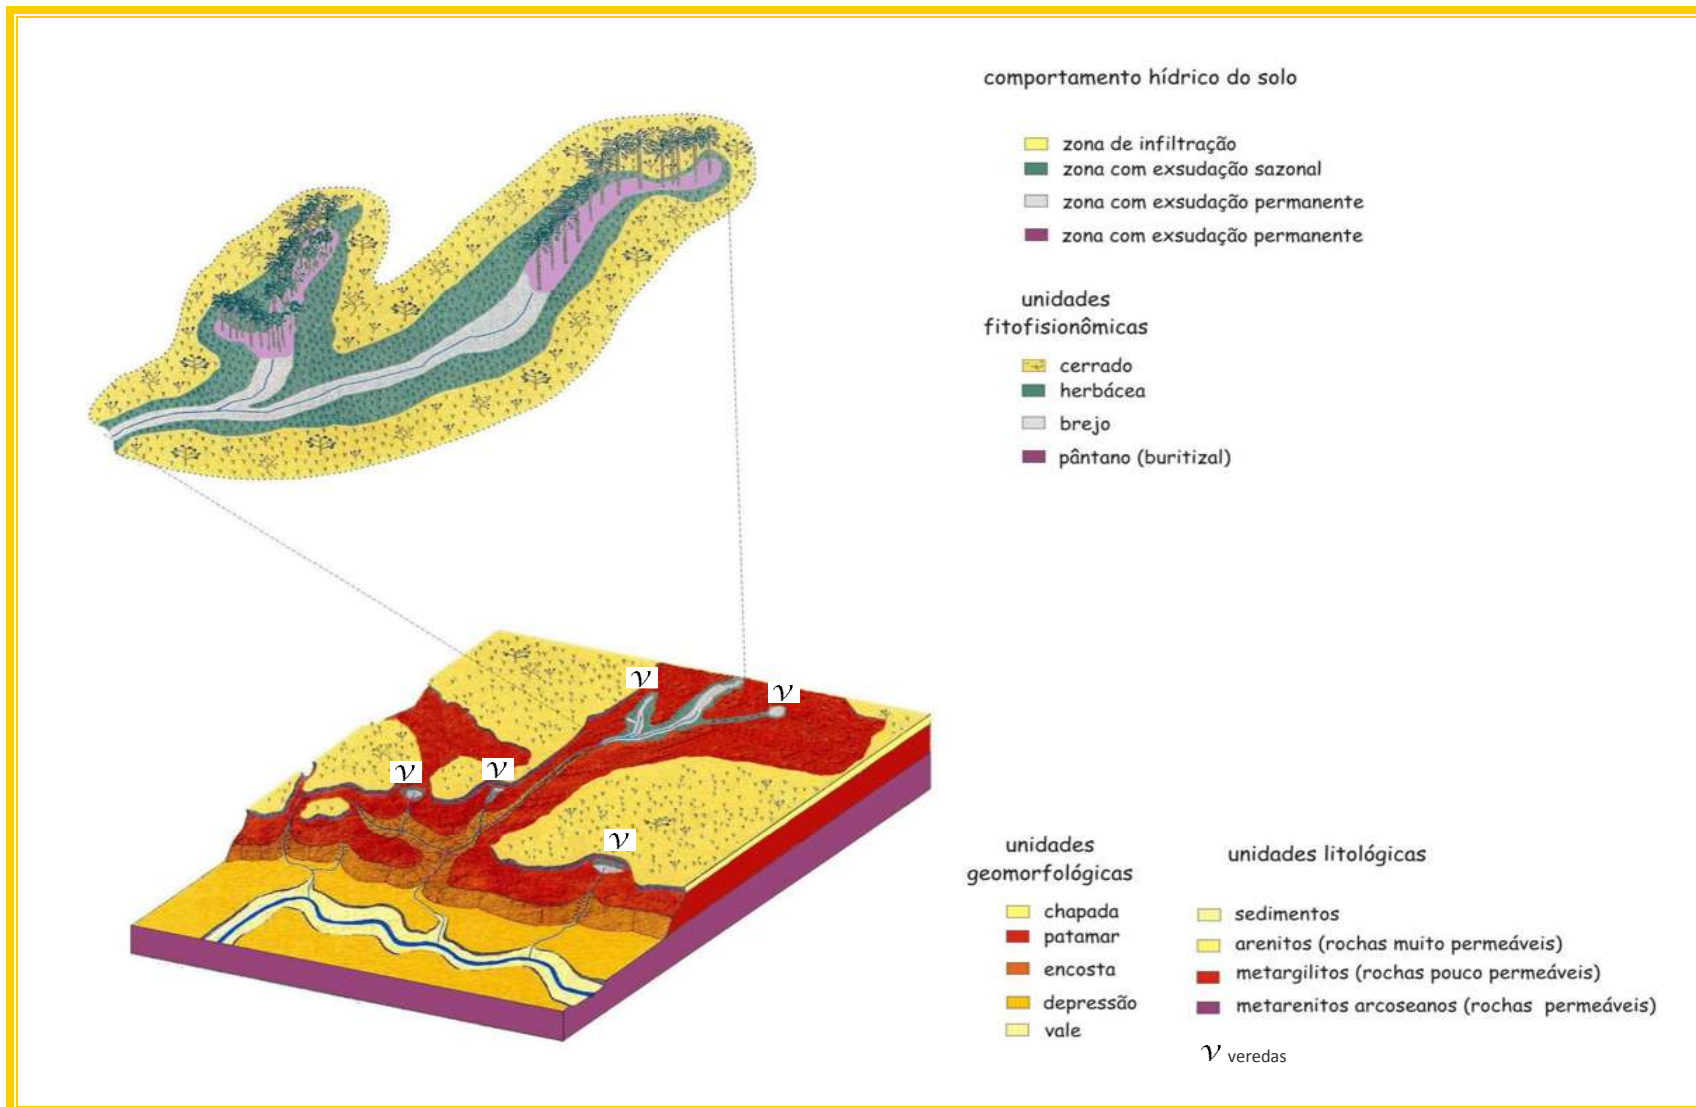 comportamento hídrico do solo
zona de infiltração
zona com exsudação sazonal
zona com exsudação permanente
zona com exsudação permanente
unidades
fitofisionômicas
cerrado
herbácea
brejo
pântano (buritizal)
ν
ν
ν
ν
ν
unidades
geomorfológicas
chapada
patamar
encosta
depressão
vale
unidades litológicas
sedimentos
arenitos (rochas muito permeáveis)
metargilitos (rochas pouco permeáveis)
metarenitos arcoseanos (rochas permeáveis)
ν veredas